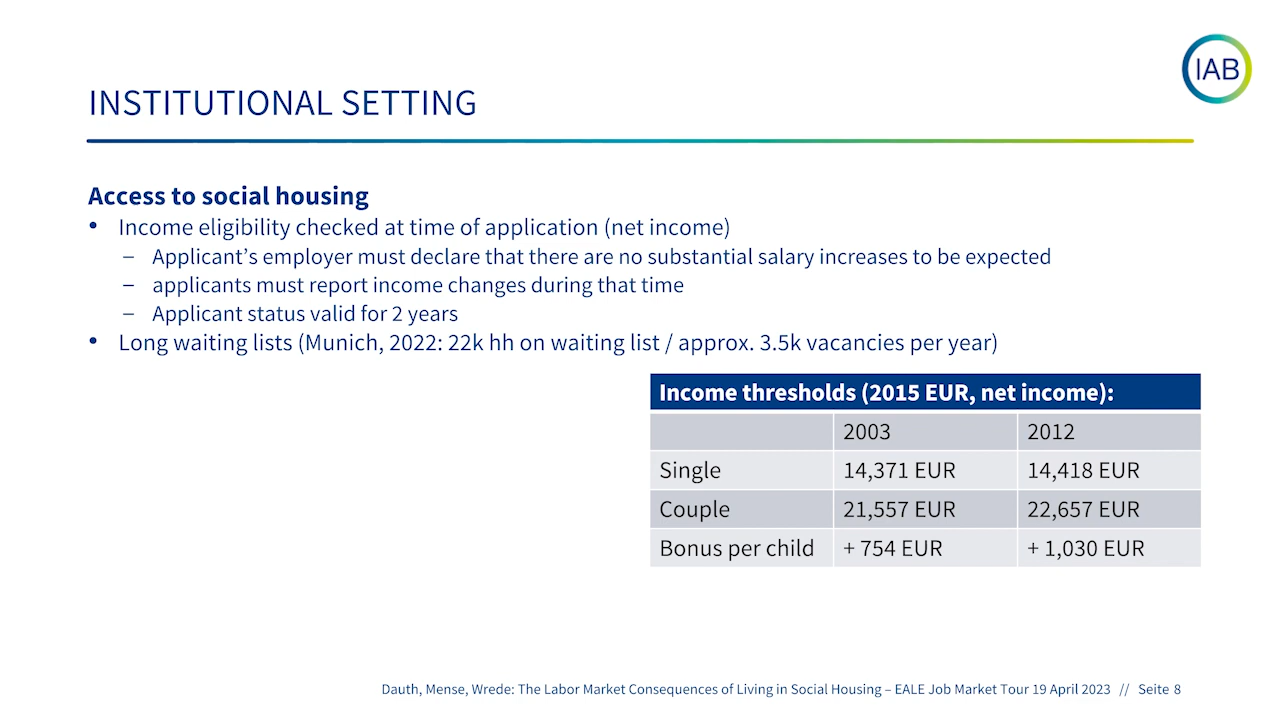 IAB
INSTITUTIONAL SETTING
Access to social housing
• Income eligibility checked at time of application (net income)
– Applicant’s employer must declare that there are no substantial salary increases to be expected
– applicants must report income changes during that time
– Applicant status valid for 2 years
• Long waiting lists (Munich, 2022: 22k hh on waiting list / approx. 3.5k vacancies per year)
Income thresholds (2015 EUR, net income):
2003 2012
Single 14,371 EUR 14,418 EUR
Couple 21,557 EUR 22,657 EUR
Bonus per child + 754 EUR + 1,030 EUR
Dauth, Mense, Wrede: The Labor Market Consequences of Living in Social Housing – EALE Job Market Tour 19 April 2023 // Seite 8